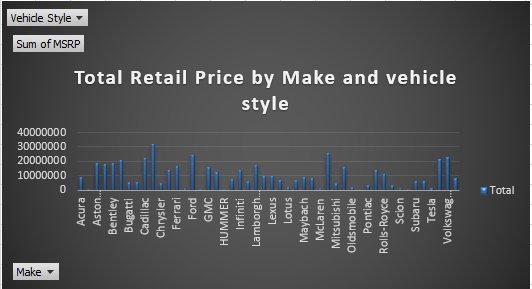 Vehicle Style
Sum of MSRP
Total Retail Price by Make and vehicle
style
40000000
30000000
20000000
10000000
0
Acura
Aston...
Bentley
Bugatti
Cadillac
Chrysler
Ferrari
Ford
GMC
HUMMER
Infiniti
Lamborgh...
Lexus
Lotus
Maybach
McLaren
Mitsubishi
Oldsmobile
Pontiac
Rolls-Royce
Scion
Subaru
Tesla
Volkswag...
Total
Make